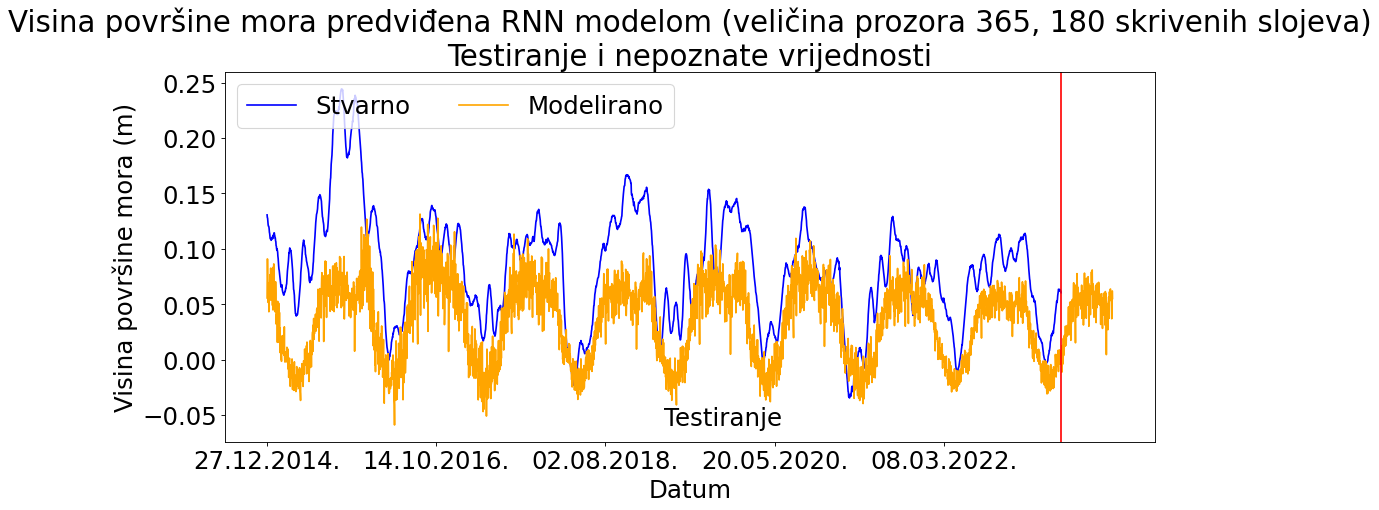 Visina površine mora predviđena RNN modelom (veličina prozora 365, 180 skrivenih slojeva)
Testiranje i nepoznate vrijednosti
Stvarno
Modelirano
Visina površine mora (m)
0.25
0.20
0.15
0.10
0.05
0.00
−0.05
Testiranje
27.12.2014.
14.10.2016.
02.08.2018.
20.05.2020.
08.03.2022.
Datum